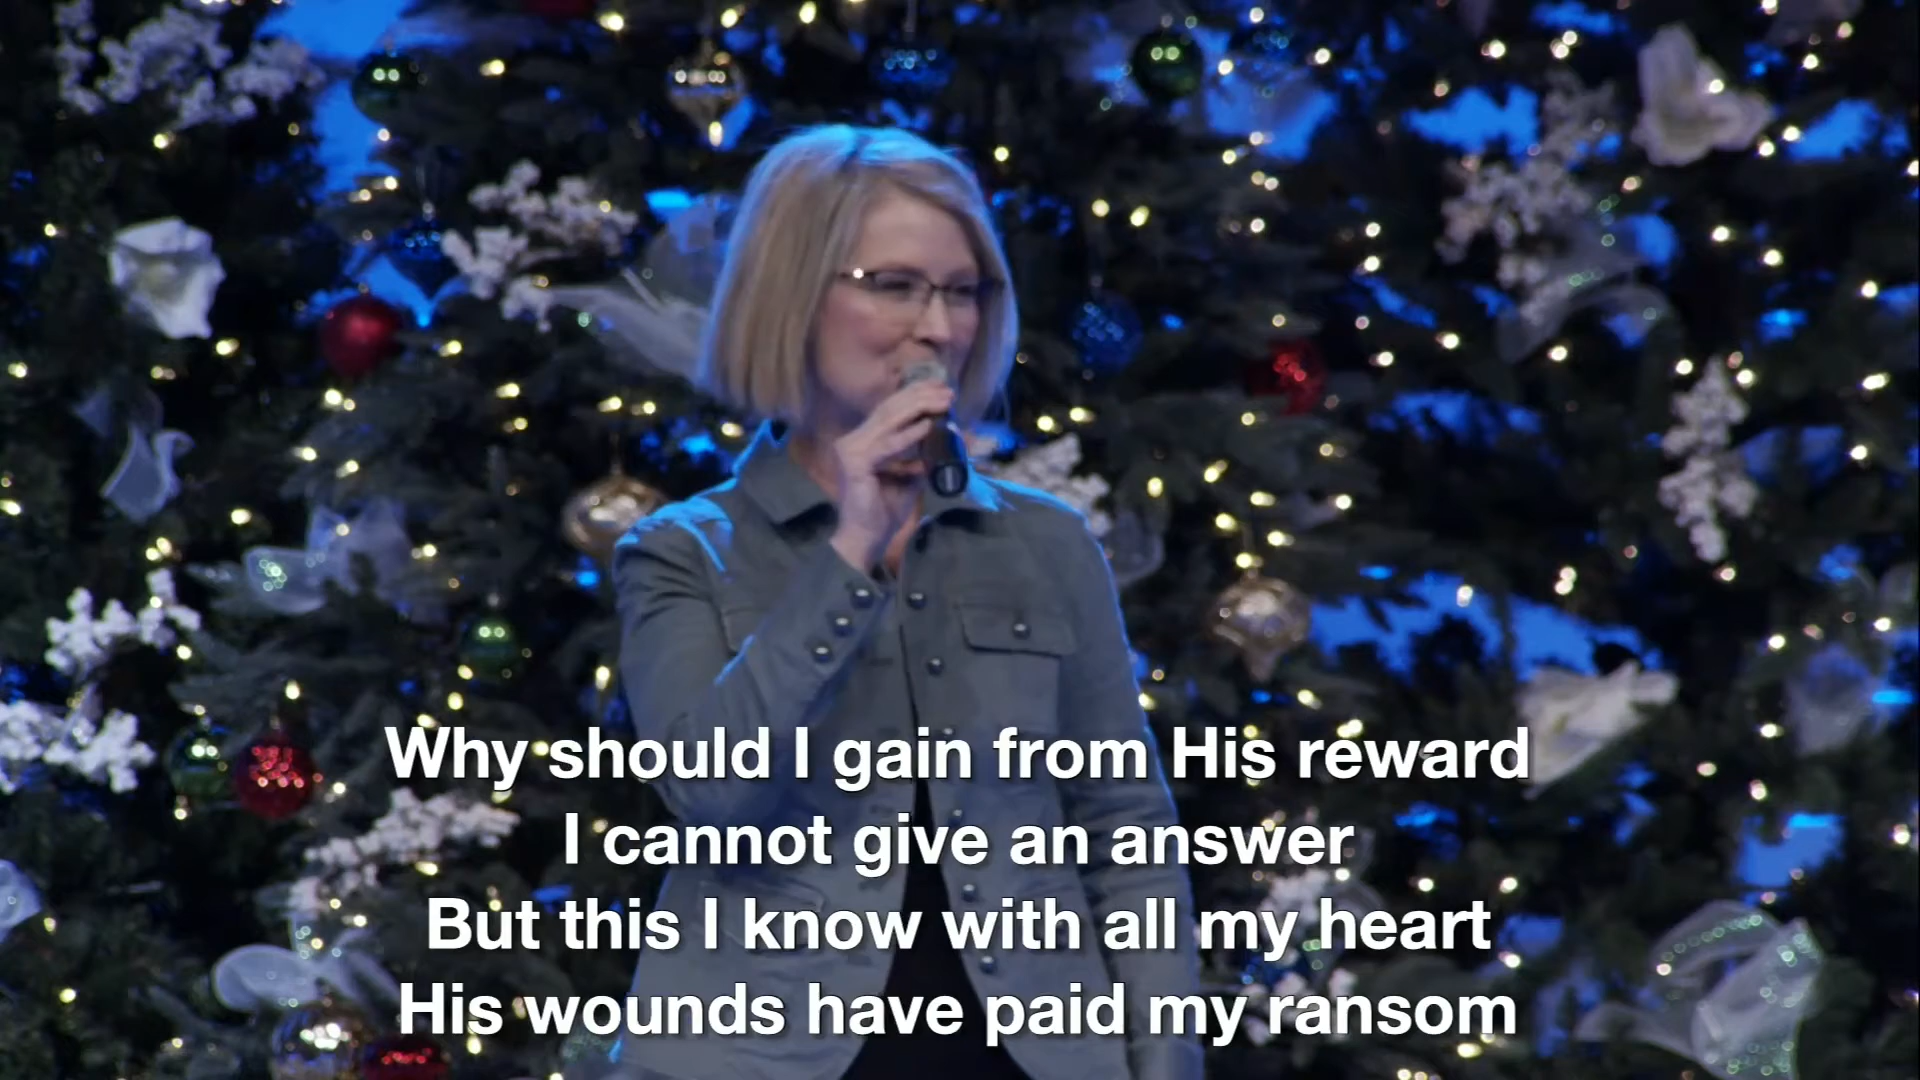 Why should I gain from His reward
I cannot give an answer
But this I know with all my heart
His wounds have paid my ransom